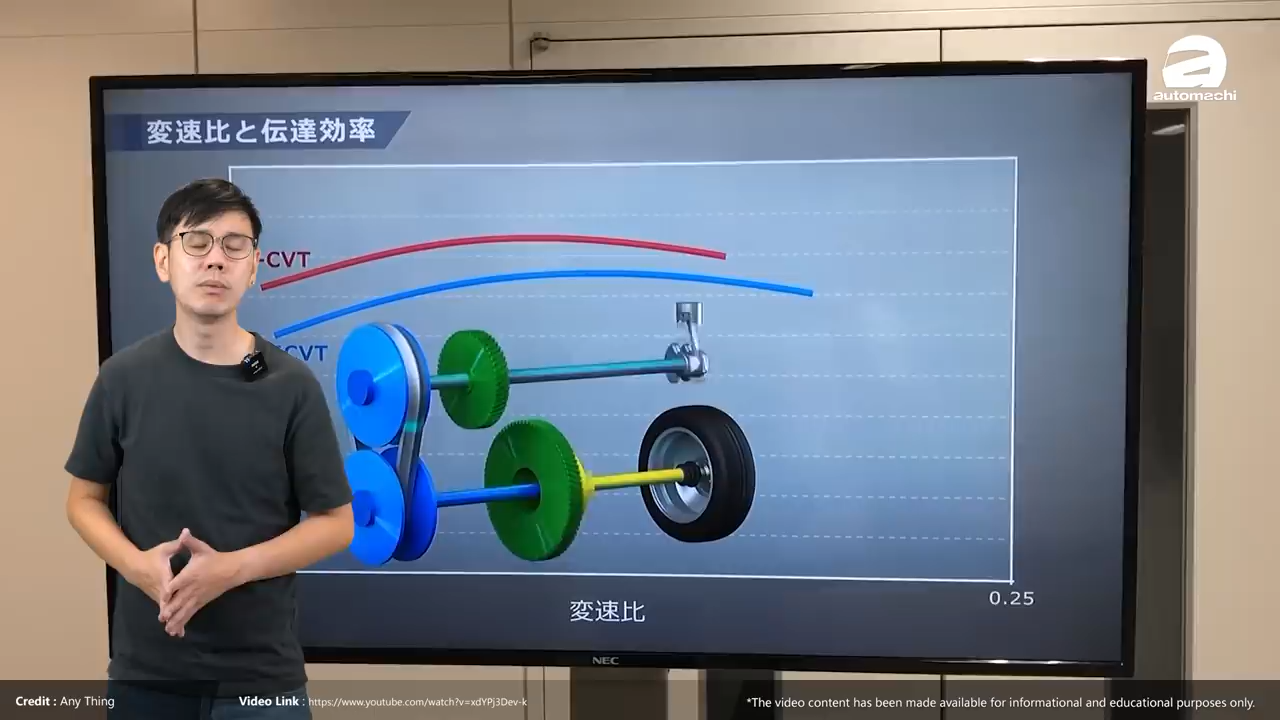 automachi
変速比と伝達効率
-CVT
CVT
変速比
0.25
NEC
Credit : Any Thing
Video Link : https://www.youtube.com/watch?v=xdYPj3Dev-k
*The video content has been made available for informational and educational purposes only.